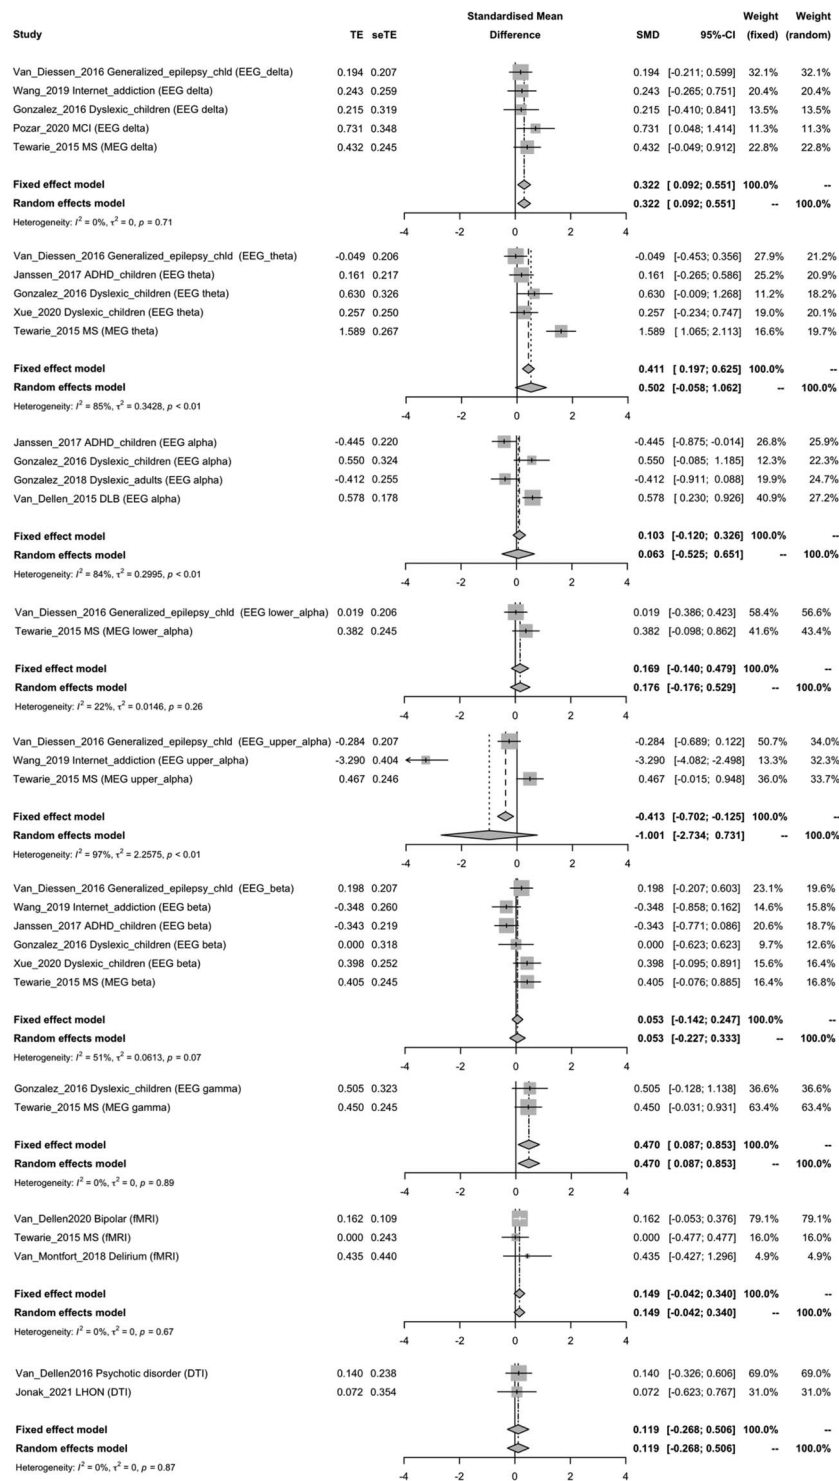 Standardised Mean Weight Weight
Study TE seTE Difference SMD 95%-CI (fixed) (random)
Van_Diessen_2016 Generalized_epilepsy_chld (EEG_delta) 0.194 0.207 0.194 [-0.211; 0.599] 32.1% 32.1%
Wang_2019 Internet_addiction (EEG delta) 0.243 0.259 0.243 [-0.265; 0.751] 20.4% 20.4%
Gonzalez_2016 Dyslexic_children (EEG delta) 0.215 0.319 0.215 [-0.410; 0.841] 13.5% 13.5%
Pozar_2020 MCI (EEG delta) 0.731 0.348 0.731 [ 0.048; 1.414] 11.3% 11.3%
Tewarie_2015 MS (MEG delta) 0.432 0.245 0.432 [-0.049; 0.912] 22.8% 22.8%
Fixed effect model 0.322 [ 0.092; 0.551] 100.0% --
Random effects model 0.322 [ 0.092; 0.551] -- 100.0%
Heterogeneity: I² = 0%, τ² = 0, p = 0.71
-4 -2 0 2 4
Van_Diessen_2016 Generalized_epilepsy_chld (EEG_theta) -0.049 0.206 -0.049 [-0.453; 0.356] 27.9% 21.2%
Janssen_2017 ADHD_children (EEG theta) 0.161 0.217 0.161 [-0.265; 0.586] 25.2% 20.9%
Gonzalez_2016 Dyslexic_children (EEG theta) 0.630 0.326 0.630 [-0.009; 1.268] 11.2% 18.2%
Xue_2020 Dyslexic_children (EEG theta) 0.257 0.250 0.257 [-0.234; 0.747] 19.0% 20.1%
Tewarie_2015 MS (MEG theta) 1.589 0.267 1.589 [ 1.065; 2.113] 16.6% 19.7%
Fixed effect model 0.411 [ 0.197; 0.625] 100.0% --
Random effects model 0.502 [-0.058; 1.062] -- 100.0%
Heterogeneity: I² = 85%, τ² = 0.3428, p < 0.01
-4 -2 0 2 4
Janssen_2017 ADHD_children (EEG alpha) -0.445 0.220 -0.445 [-0.875; -0.014] 26.8% 25.9%
Gonzalez_2016 Dyslexic_children (EEG alpha) 0.550 0.324 0.550 [-0.085; 1.185] 12.3% 22.3%
Gonzalez_2018 Dyslexic_adults (EEG alpha) -0.412 0.255 -0.412 [-0.911; 0.088] 19.9% 24.7%
Van_Dellen_2015 DLB (EEG alpha) 0.578 0.178 0.578 [ 0.230; 0.926] 40.9% 27.2%
Fixed effect model 0.103 [-0.120; 0.326] 100.0% --
Random effects model 0.063 [-0.525; 0.651] -- 100.0%
Heterogeneity: I² = 84%, τ² = 0.2995, p < 0.01
-4 -2 0 2 4
Van_Diessen_2016 Generalized_epilepsy_chld (EEG lower_alpha) 0.019 0.206 0.019 [-0.386; 0.423] 58.4% 56.6%
Tewarie_2015 MS (MEG lower_alpha) 0.382 0.245 0.382 [-0.098; 0.862] 41.6% 43.4%
Fixed effect model 0.169 [-0.140; 0.479] 100.0% --
Random effects model 0.176 [-0.176; 0.529] -- 100.0%
Heterogeneity: I² = 22%, τ² = 0.0146, p = 0.26
-4 -2 0 2 4
Van_Diessen_2016 Generalized_epilepsy_chld (EEG_upper_alpha) -0.284 0.207 -0.284 [-0.689; 0.122] 50.7% 34.0%
Wang_2019 Internet_addiction (EEG upper_alpha) -3.290 0.404 -3.290 [-4.082; -2.498] 13.3% 32.3%
Tewarie_2015 MS (MEG upper_alpha) 0.467 0.246 0.467 [-0.015; 0.948] 36.0% 33.7%
Fixed effect model -0.413 [-0.702; -0.125] 100.0% --
Random effects model -1.001 [-2.734; 0.731] -- 100.0%
Heterogeneity: I² = 97%, τ² = 2.2575, p < 0.01
-4 -2 0 2 4
Van_Diessen_2016 Generalized_epilepsy_chld (EEG_beta) 0.198 0.207 0.198 [-0.207; 0.603] 23.1% 19.6%
Wang_2019 Internet_addiction (EEG beta) -0.348 0.260 -0.348 [-0.858; 0.162] 14.6% 15.8%
Janssen_2017 ADHD_children (EEG beta) -0.343 0.219 -0.343 [-0.771; 0.086] 20.6% 18.7%
Gonzalez_2016 Dyslexic_children (EEG beta) 0.000 0.318 0.000 [-0.623; 0.623] 9.7% 12.6%
Xue_2020 Dyslexic_children (EEG beta) 0.398 0.252 0.398 [-0.095; 0.891] 15.6% 16.4%
Tewarie_2015 MS (MEG beta) 0.405 0.245 0.405 [-0.076; 0.885] 16.4% 16.8%
Fixed effect model 0.053 [-0.142; 0.247] 100.0% --
Random effects model 0.053 [-0.227; 0.333] -- 100.0%
Heterogeneity: I² = 51%, τ² = 0.0613, p = 0.07
-4 -2 0 2 4
Gonzalez_2016 Dyslexic_children (EEG gamma) 0.505 0.323 0.505 [-0.128; 1.138] 36.6% 36.6%
Tewarie_2015 MS (MEG gamma) 0.450 0.245 0.450 [-0.031; 0.931] 63.4% 63.4%
Fixed effect model 0.470 [ 0.087; 0.853] 100.0% --
Random effects model 0.470 [ 0.087; 0.853] -- 100.0%
Heterogeneity: I² = 0%, τ² = 0, p = 0.89
-4 -2 0 2 4
Van_Dellen2020 Bipolar (fMRI) 0.162 0.109 0.162 [-0.053; 0.376] 79.1% 79.1%
Tewarie_2015 MS (fMRI) 0.000 0.243 0.000 [-0.477; 0.477] 16.0% 16.0%
Van_Montfort_2018 Delirium (fMRI) 0.435 0.440 0.435 [-0.427; 1.296] 4.9% 4.9%
Fixed effect model 0.149 [-0.042; 0.340] 100.0% --
Random effects model 0.149 [-0.042; 0.340] -- 100.0%
Heterogeneity: I² = 0%, τ² = 0, p = 0.67
-4 -2 0 2 4
Van_Dellen2016 Psychotic disorder (DTI) 0.140 0.238 0.140 [-0.326; 0.606] 69.0% 69.0%
Jonak_2021 LHON (DTI) 0.072 0.354 0.072 [-0.623; 0.767] 31.0% 31.0%
Fixed effect model 0.119 [-0.268; 0.506] 100.0% --
Random effects model 0.119 [-0.268; 0.506] -- 100.0%
Heterogeneity: I² = 0%, τ² = 0, p = 0.87
-4 -2 0 2 4